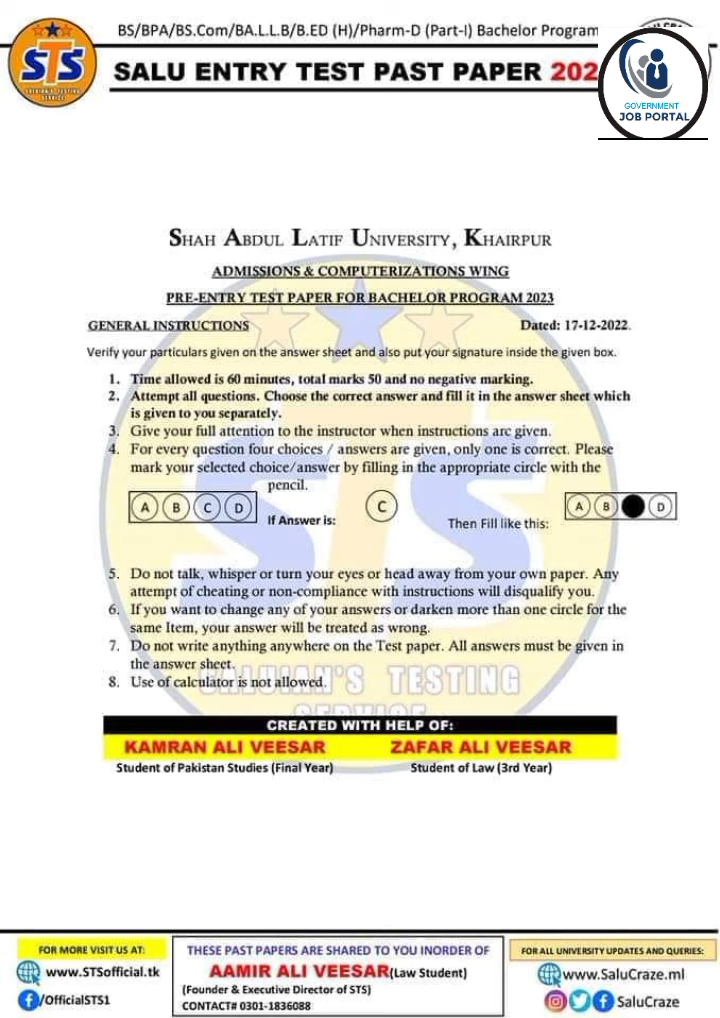 BS/BPA/BS.Com/BA.L.L.B/B.ED (H)/Pharm-D (Part-I) Bachelor Program
STS
SALUIAN'S TESTING
SERVICE
SALU ENTRY TEST PAST PAPER 202
GOVERNMENT
JOB PORTAL
SHAH ABDUL LATIF UNIVERSITY, KHAIRPUR
ADMISSIONS & COMPUTERIZATIONS WING
PRE-ENTRY TEST PAPER FOR BACHELOR PROGRAM 2023
GENERAL INSTRUCTIONS Dated: 17-12-2022.
Verify your particulars given on the answer sheet and also put your signature inside the given box.
1. Time allowed is 60 minutes, total marks 50 and no negative marking.
2. Attempt all questions. Choose the correct answer and fill it in the answer sheet which
is given to you separately.
3. Give your full attention to the instructor when instructions are given.
4. For every question four choices / answers are given, only one is correct. Please
mark your selected choice/answer by filling in the appropriate circle with the
pencil.
A B C D If Answer is: C Then Fill like this: A B D
5. Do not talk, whisper or turn your eyes or head away from your own paper. Any
attempt of cheating or non-compliance with instructions will disqualify you.
6. If you want to change any of your answers or darken more than one circle for the
same Item, your answer will be treated as wrong.
7. Do not write anything anywhere on the Test paper. All answers must be given in
the answer sheet.
8. Use of calculator is not allowed.
STS
SALUIAN'S TESTING
SERVICE
CREATED WITH HELP OF:
KAMRAN ALI VEESAR ZAFAR ALI VEESAR
Student of Pakistan Studies (Final Year) Student of Law (3rd Year)
FOR MORE VISIT US AT:
www.STSofficial.tk
/OfficialSTS1
THESE PAST PAPERS ARE SHARED TO YOU INORDER OF
AAMIR ALI VEESAR(Law Student)
(Founder & Executive Director of STS)
CONTACT# 0301-1836088
FOR ALL UNIVERSITY UPDATES AND QUERIES:
www.SaluCraze.ml
SaluCraze